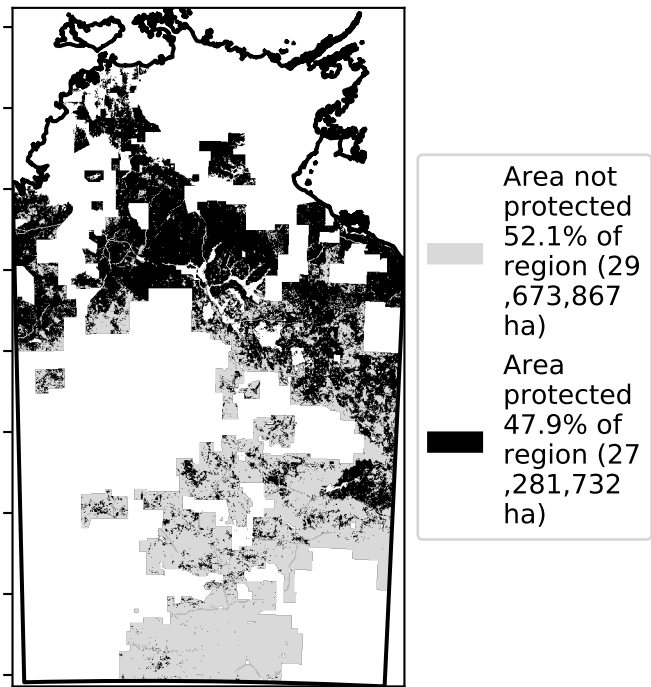 Area not
protected
52.1% of
region (29
,673,867
ha)
Area
protected
47.9% of
region (27
,281,732
ha)